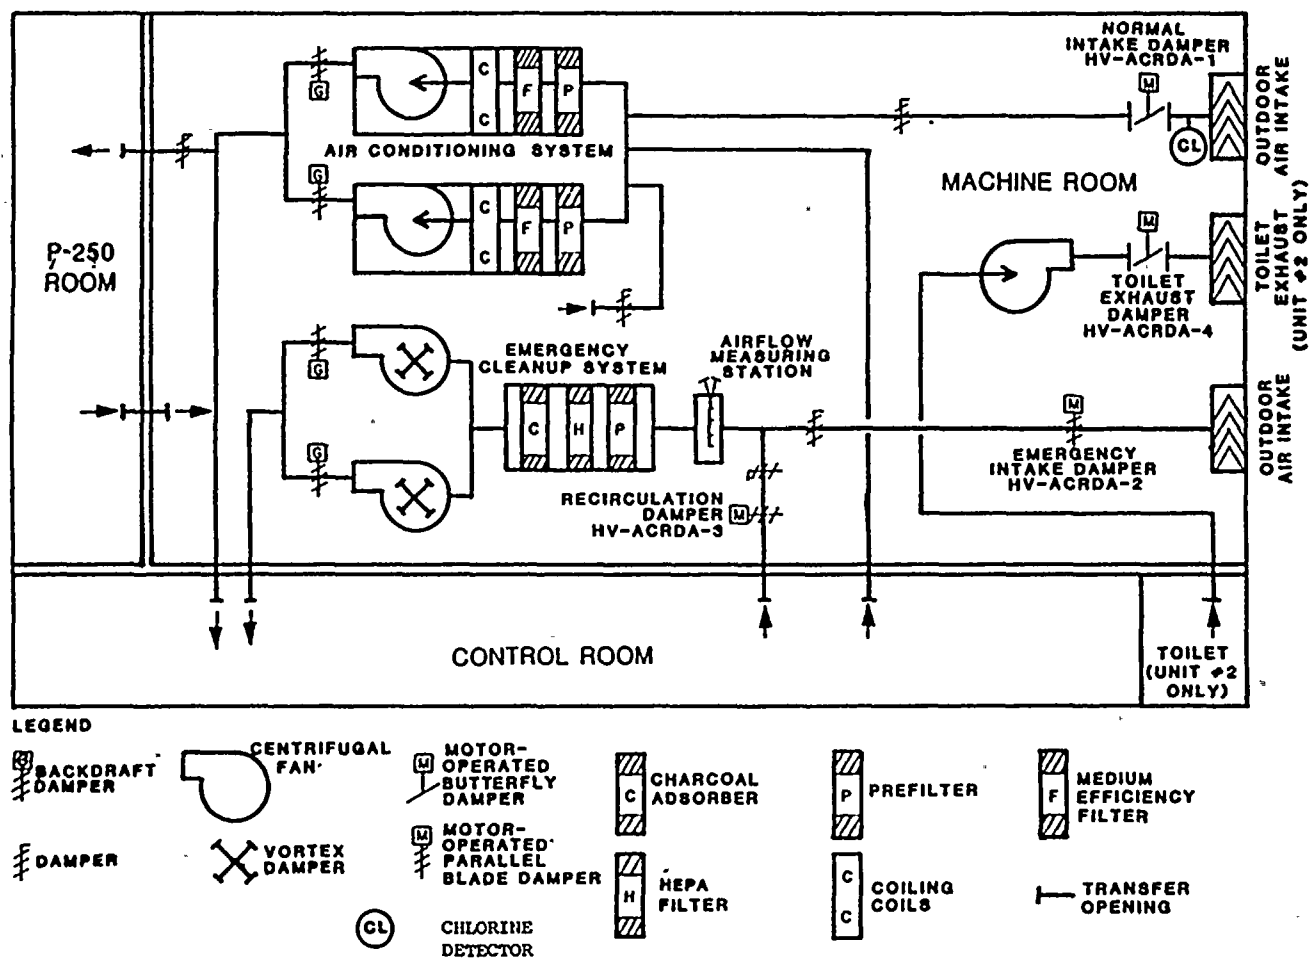 NORMAL
INTAKE DAMPER
HV-ACRDA-1
M
CL
OUTDOOR
AIR INTAKE
G
C
C
F
P
AIR CONDITIONING SYSTEM
G
C
C
F
P
MACHINE ROOM
M
TOILET
EXHAUST
DAMPER
HV-ACRDA-4
TOILET
EXHAUST
(UNIT #2 ONLY)
P-250
ROOM
G
EMERGENCY
CLEANUP SYSTEM
AIRFLOW
MEASURING
STATION
C
H
P
G
M
EMERGENCY
INTAKE DAMPER
HV-ACRDA-2
OUTDOOR
AIR INTAKE
RECIRCULATION
DAMPER
HV-ACRDA-3
M
CONTROL ROOM
TOILET
(UNIT #2
ONLY)
LEGEND
G
BACKDRAFT
DAMPER
CENTRIFUGAL
FAN
M
MOTOR-
OPERATED
BUTTERFLY
DAMPER
C
CHARCOAL
ADSORBER
P
PREFILTER
F
MEDIUM
EFFICIENCY
FILTER
DAMPER
VORTEX
DAMPER
M
MOTOR-
OPERATED
PARALLEL
BLADE DAMPER
H
HEPA
FILTER
C
C
COILING
COILS
TRANSFER
OPENING
CL
CHLORINE
DETECTOR